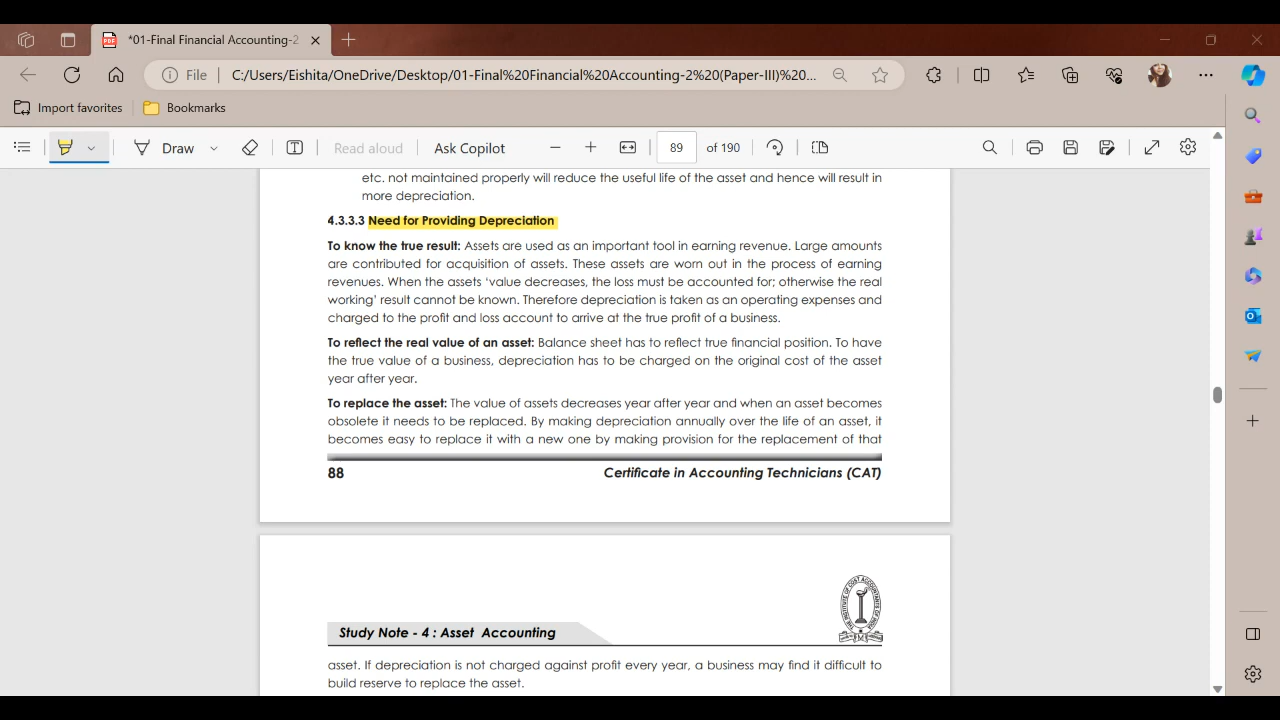 *01-Final Financial Accounting-2
File
C:/Users/Eishita/OneDrive/Desktop/01-Final%20Financial%20Accounting-2%20(Paper-III)%20...
Import favorites
Bookmarks
Draw
Read aloud
Ask Copilot
89
of 190
etc. not maintained properly will reduce the useful life of the asset and hence will result in
more depreciation.
4.3.3.3 Need for Providing Depreciation
To know the true result: Assets are used as an important tool in earning revenue. Large amounts
are contributed for acquisition of assets. These assets are worn out in the process of earning
revenues. When the assets 'value decreases, the loss must be accounted for; otherwise the real
working' result cannot be known. Therefore depreciation is taken as an operating expenses and
charged to the profit and loss account to arrive at the true profit of a business.
To reflect the real value of an asset: Balance sheet has to reflect true financial position. To have
the true value of a business, depreciation has to be charged on the original cost of the asset
year after year.
To replace the asset: The value of assets decreases year after year and when an asset becomes
obsolete it needs to be replaced. By making depreciation annually over the life of an asset, it
becomes easy to replace it with a new one by making provision for the replacement of that
88
Certificate in Accounting Technicians (CAT)
THE INSTITUTE OF COST ACCOUNTANTS OF INDIA
Study Note - 4 : Asset Accounting
asset. If depreciation is not charged against profit every year, a business may find it difficult to
build reserve to replace the asset.